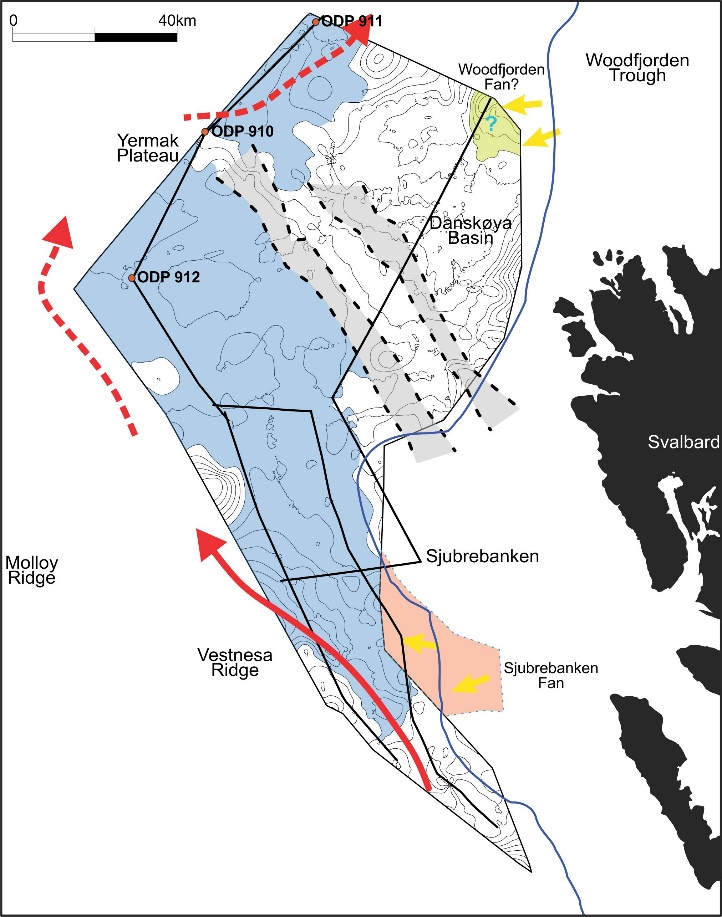 0 40km
ODP 911
Woodfjorden
Trough
Woodfjorden
Fan?
?
ODP 910
Yermak
Plateau
Danskøya
Basin
ODP 912
Svalbard
Sjubrebanken
Molloy
Ridge
Vestnesa
Ridge
Sjubrebanken
Fan